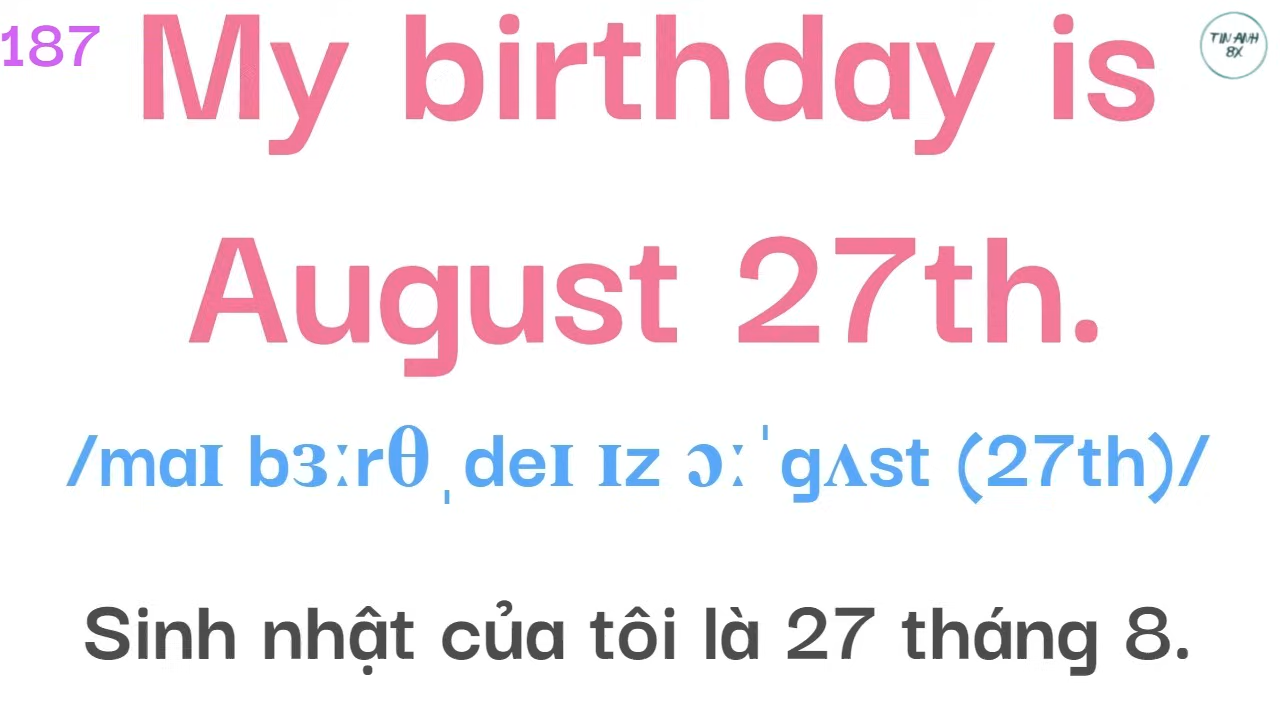 187
My birthday is
TIN ANH
8X
August 27th.
/maɪ bɜːrθˌdeɪ ɪz ɔːˈgʌst (27th)/
Sinh nhật của tôi là 27 tháng 8.